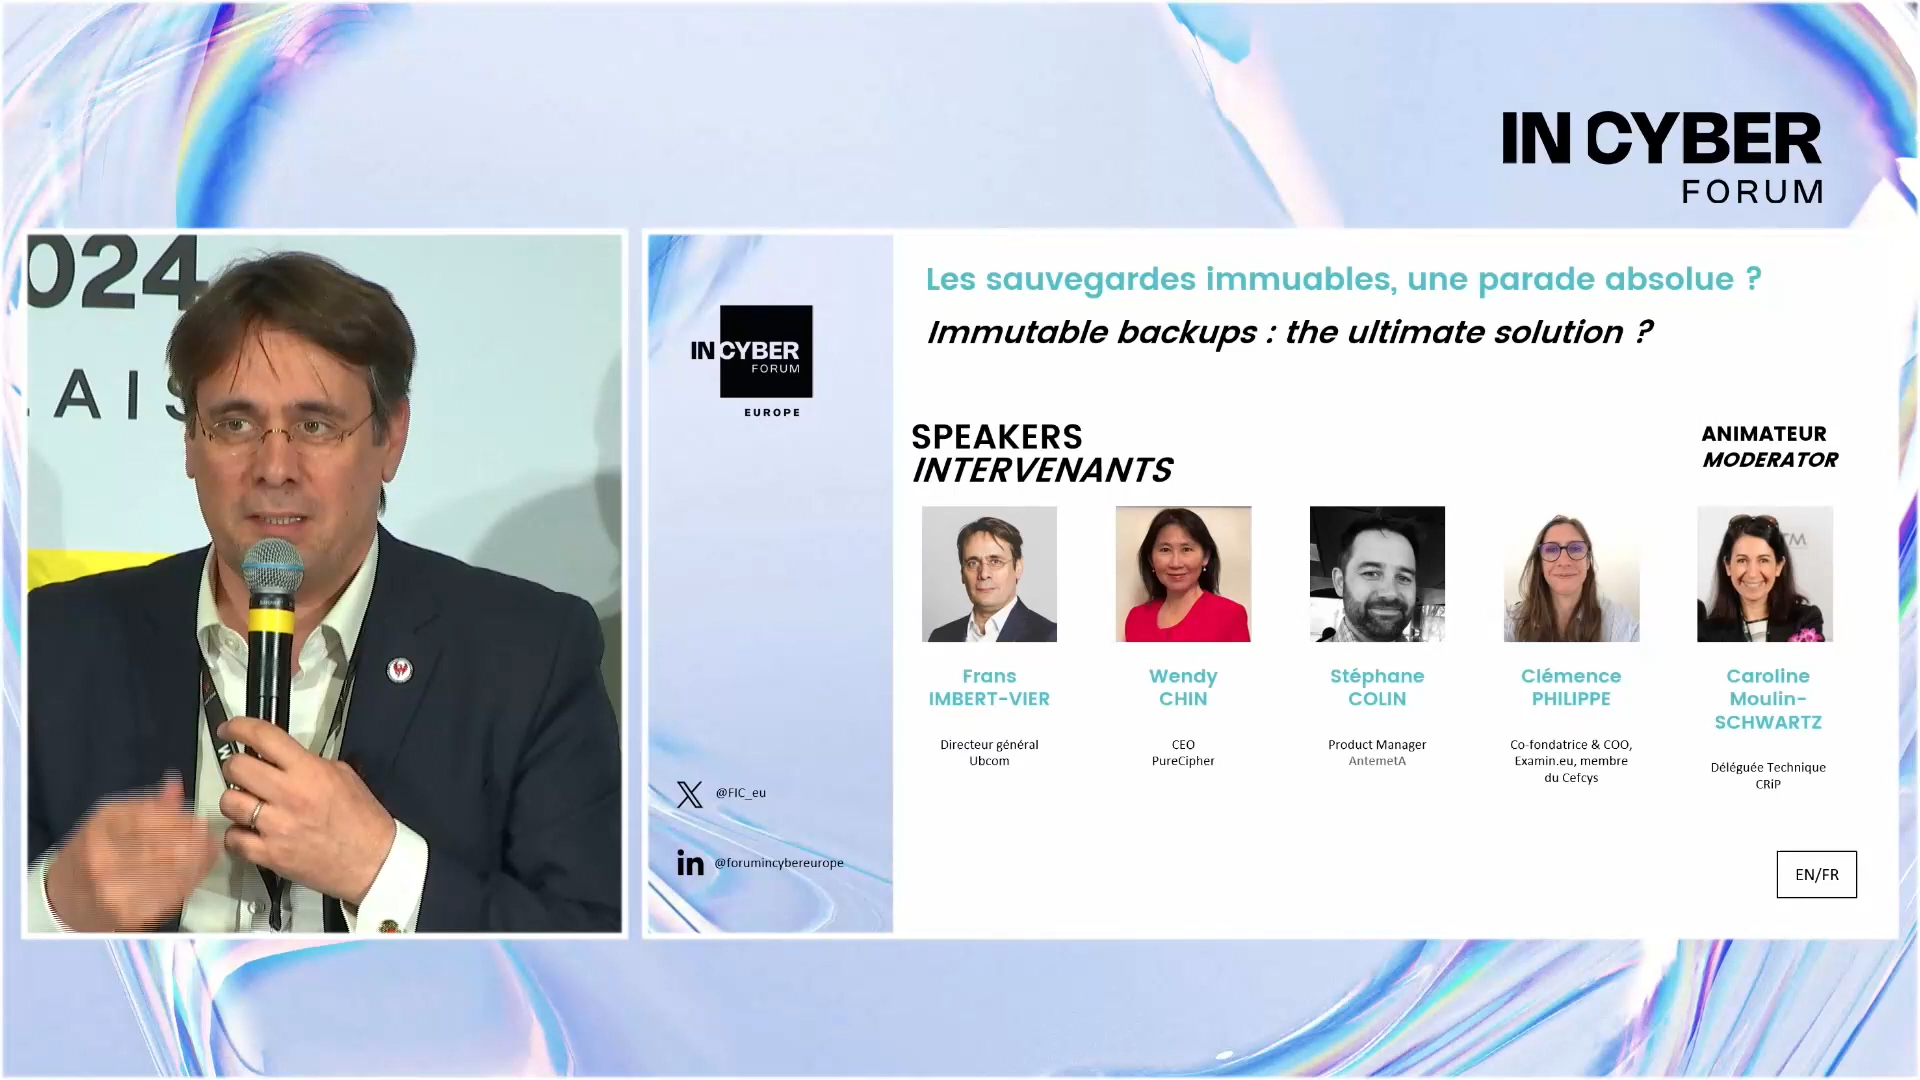 IN CYBER
FORUM
024
AIS
IN CYBER
FORUM
EUROPE
@FIC_eu
@forumincybereurope
Les sauvegardes immuables, une parade absolue ?
Immutable backups : the ultimate solution ?
SPEAKERS
INTERVENANTS
ANIMATEUR
MODERATOR
Frans
IMBERT-VIER
Directeur général
Ubcom
Wendy
CHIN
CEO
PureCipher
Stéphane
COLIN
Product Manager
AntemetA
Clémence
PHILIPPE
Co-fondatrice & COO,
Examin.eu, membre
du Cefcys
Caroline
Moulin-
SCHWARTZ
Déléguée Technique
CRiP
EN/FR